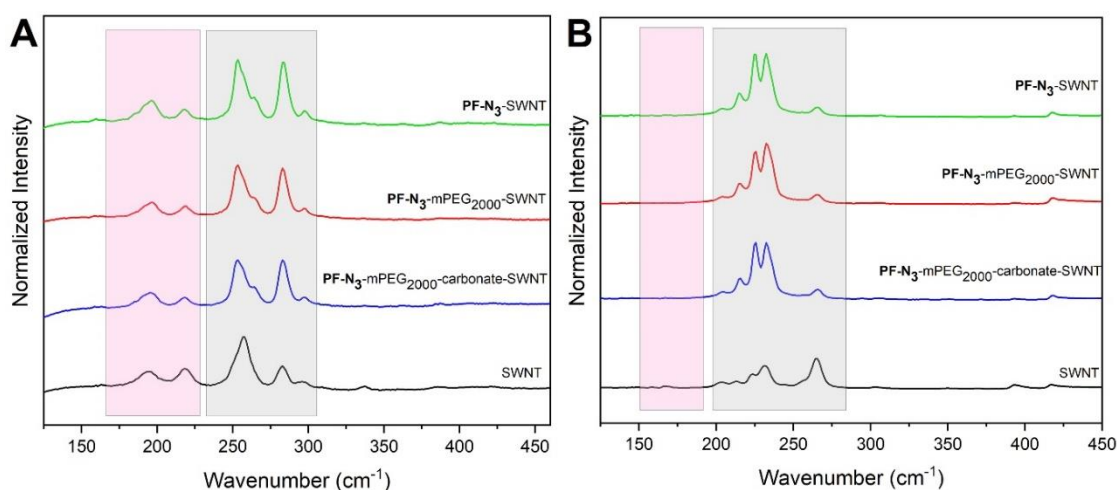 A
Normalized Intensity
PF-N3-SWNT
PF-N3-mPEG2000-SWNT
PF-N3-mPEG2000-carbonate-SWNT
SWNT
150 200 250 300 350 400 450
Wavenumber (cm-1)
B
Normalized Intensity
PF-N3-SWNT
PF-N3-mPEG2000-SWNT
PF-N3-mPEG2000-carbonate-SWNT
SWNT
150 200 250 300 350 400 450
Wavenumber (cm-1)